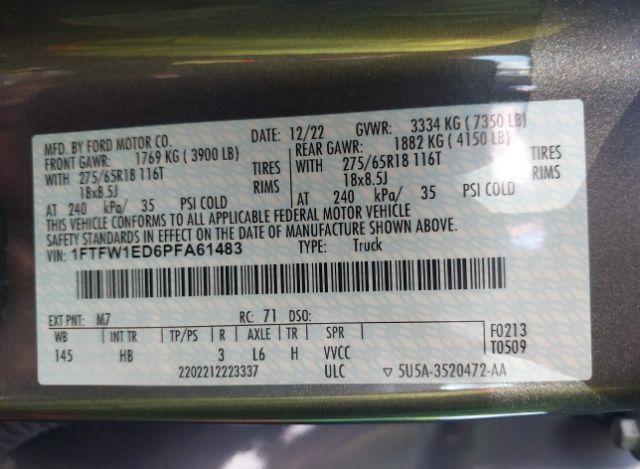 MFD. BY FORD MOTOR CO. DATE: 12/22 GVWR: 3334 KG ( 7350 LB)
FRONT GAWR: 1769 KG ( 3900 LB) REAR GAWR: 1882 KG ( 4150 LB)
WITH 275/65R18 116T TIRES WITH 275/65R18 116T TIRES
18x8.5J RIMS 18x8.5J RIMS
AT 240 kPa/ 35 PSI COLD AT 240 kPa/ 35 PSI COLD
THIS VEHICLE CONFORMS TO ALL APPLICABLE FEDERAL MOTOR VEHICLE
SAFETY STANDARDS IN EFFECT ON THE DATE OF MANUFACTURE SHOWN ABOVE.
VIN: 1FTFW1ED6PFA61483 TYPE: Truck
EXT PNT: M7 RC: 71 DSO:
WB INT TR TP/PS R AXLE TR SPR F0213
145 HB 3 L6 H VVCC T0509
2202212223337 ULC ▽ 5U5A-3520472-AA